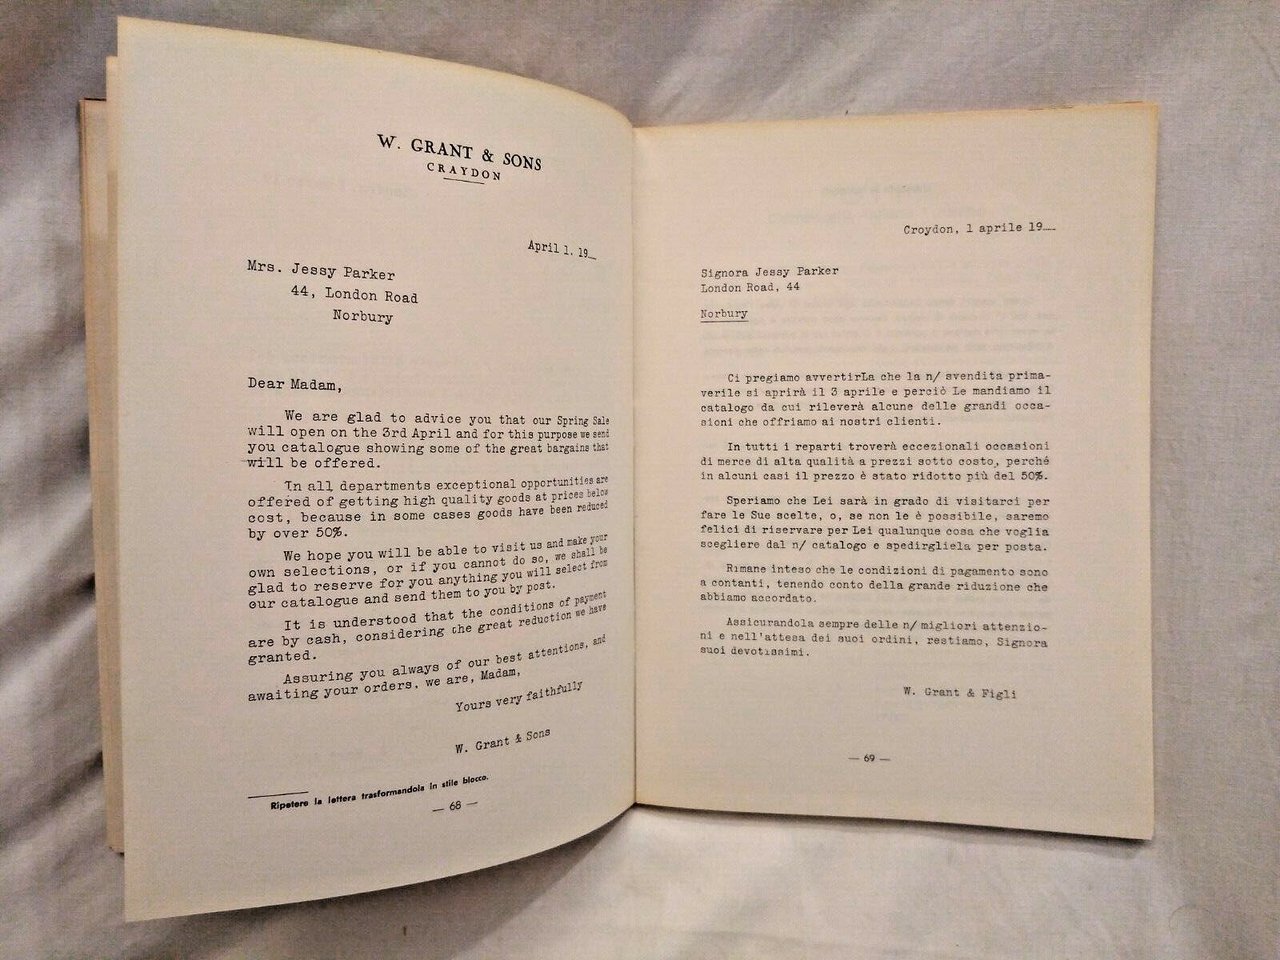 W. GRANT & SONS
CRAYDON
April 1. 19__
Mrs. Jessy Parker
44, London Road
Norbury
Dear Madam,
We are glad to advice you that our Spring Sale
will open on the 3rd April and for this purpose we send
you catalogue showing some of the great bargains that
will be offered.
In all departments exceptional opportunities are
offered of getting high quality goods at prices below
cost, because in some cases goods have been reduced
by over 50%.
We hope you will be able to visit us and make your
own selections, or if you cannot do so, we shall be
glad to reserve for you anything you will select from
our catalogue and send them to you by post.
It is understood that the conditions of payment
are by cash, considering the great reduction we have
granted.
Assuring you always of our best attentions, and
awaiting your orders, we are, Madam,
Yours very faithfully
W. Grant & Sons
Ripetere la lettera trasformandola in stile blocco.
— 68 —
Croydon, 1 aprile 19__
Signora Jessy Parker
London Road, 44
Norbury
Ci pregiamo avvertirLa che la n/ svendita prima-
verile si aprirà il 3 aprile e perciò Le mandiamo il
catalogo da cui rileverà alcune delle grandi occa-
sioni che offriamo ai nostri clienti.
In tutti i reparti troverà eccezionali occasioni
di merce di alta qualità a prezzi sotto costo, perché
in alcuni casi il prezzo è stato ridotto più del 50%.
Speriamo che Lei sarà in grado di visitarci per
fare le Sue scelte, o, se non le è possibile, saremo
felici di riservare per Lei qualunque cosa che voglia
scegliere dal n/ catalogo e spedirgliela per posta.
Rimane inteso che le condizioni di pagamento sono
a contanti, tenendo conto della grande riduzione che
abbiamo accordato.
Assicurandola sempre delle n/ migliori attenzio-
ni e nell'attesa dei suoi ordini, restiamo, Signora
suoi devotissimi.
W. Grant & Figli
— 69 —